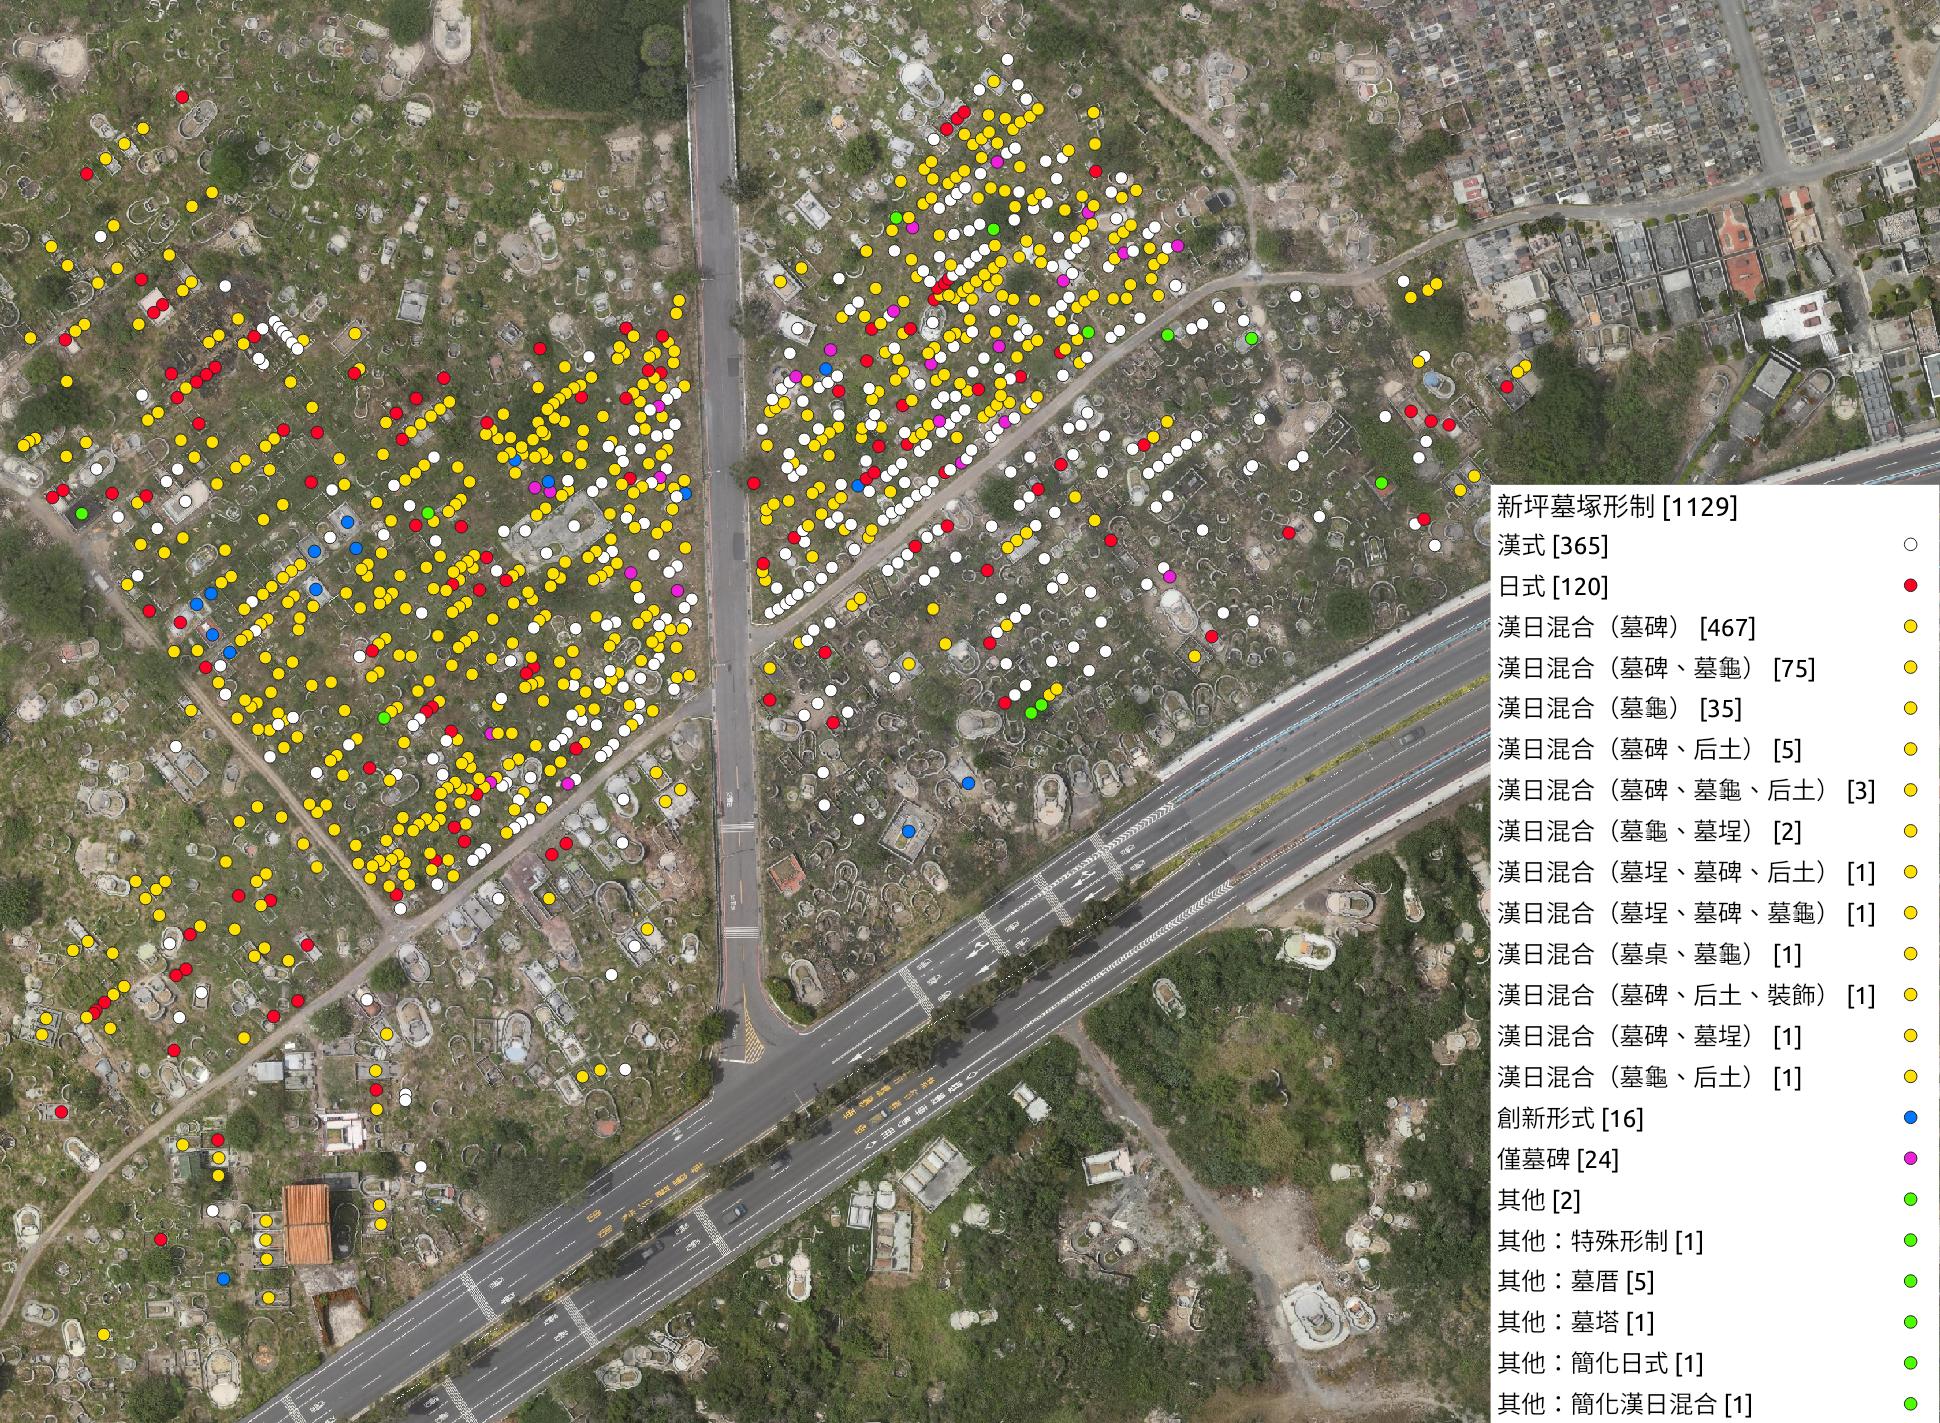 新坪墓塚形制 [1129]
漢式 [365]
日式 [120]
漢日混合（墓碑） [467]
漢日混合（墓碑、墓龜） [75]
漢日混合（墓龜） [35]
漢日混合（墓碑、后土） [5]
漢日混合（墓碑、墓龜、后土） [3]
漢日混合（墓龜、墓埕） [2]
漢日混合（墓埕、墓碑、后土） [1]
漢日混合（墓埕、墓碑、墓龜） [1]
漢日混合（墓桌、墓龜） [1]
漢日混合（墓碑、后土、裝飾） [1]
漢日混合（墓碑、墓埕） [1]
漢日混合（墓龜、后土） [1]
創新形式 [16]
僅墓碑 [24]
其他 [2]
其他：特殊形制 [1]
其他：墓厝 [5]
其他：墓塔 [1]
其他：簡化日式 [1]
其他：簡化漢日混合 [1]